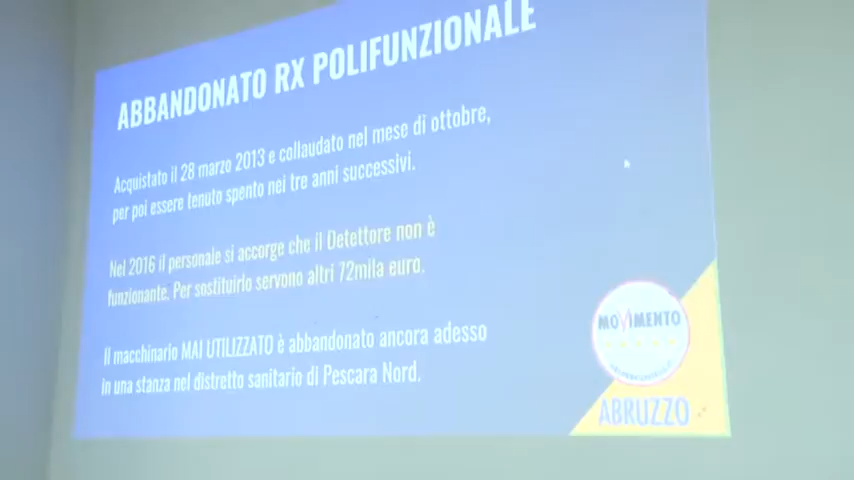 ABBANDONATO RX POLIFUNZIONALE
Acquistato il 28 marzo 2013 e collaudato nel mese di ottobre,
per poi essere tenuto spento nei tre anni successivi.
Nel 2016 il personale si accorge che il Detettore non è
funzionante. Per sostituirlo servono altri 72mila euro.
Il macchinario MAI UTILIZZATO è abbandonato ancora adesso
in una stanza nel distretto sanitario di Pescara Nord.
MOVIMENTO
ABRUZZO